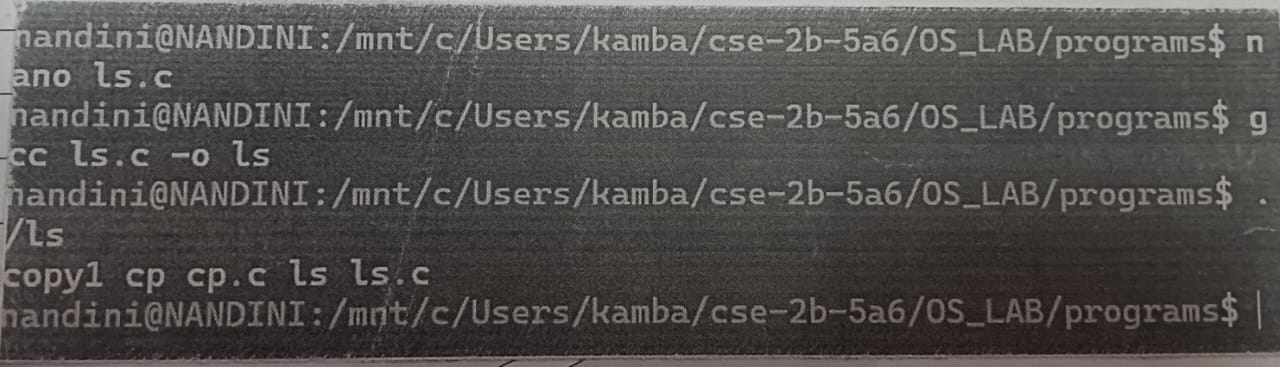 nandini@NANDINI:/mnt/c/Users/kamba/cse-2b-5a6/OS_LAB/programs$ n
ano ls.c
nandini@NANDINI:/mnt/c/Users/kamba/cse-2b-5a6/OS_LAB/programs$ g
cc ls.c -o ls
nandini@NANDINI:/mnt/c/Users/kamba/cse-2b-5a6/OS_LAB/programs$ .
/ls
copy1 cp cp.c ls ls.c
nandini@NANDINI:/mnt/c/Users/kamba/cse-2b-5a6/OS_LAB/programs$